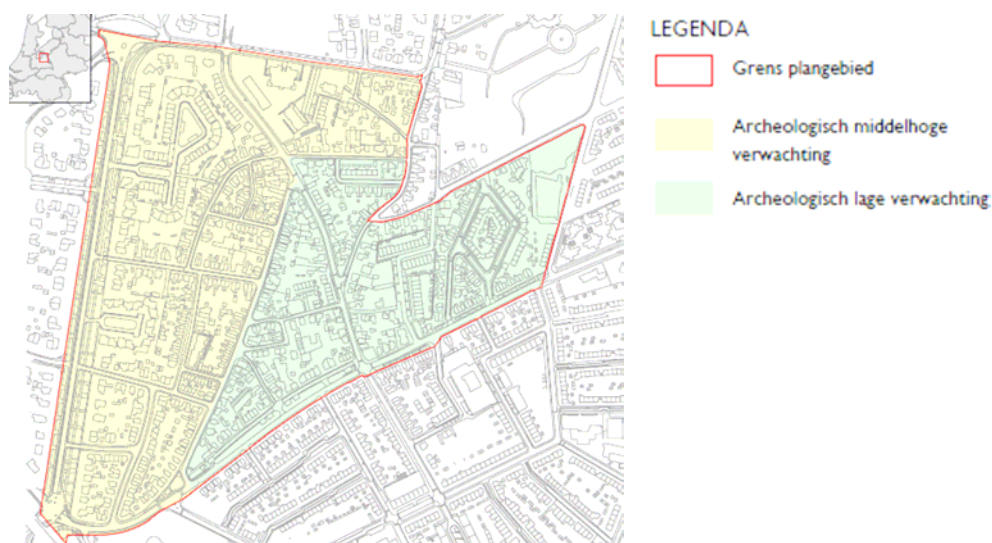 LEGENDA
Grens plangebied
Archeologisch middelhoge
verwachting
Archeologisch lage verwachting